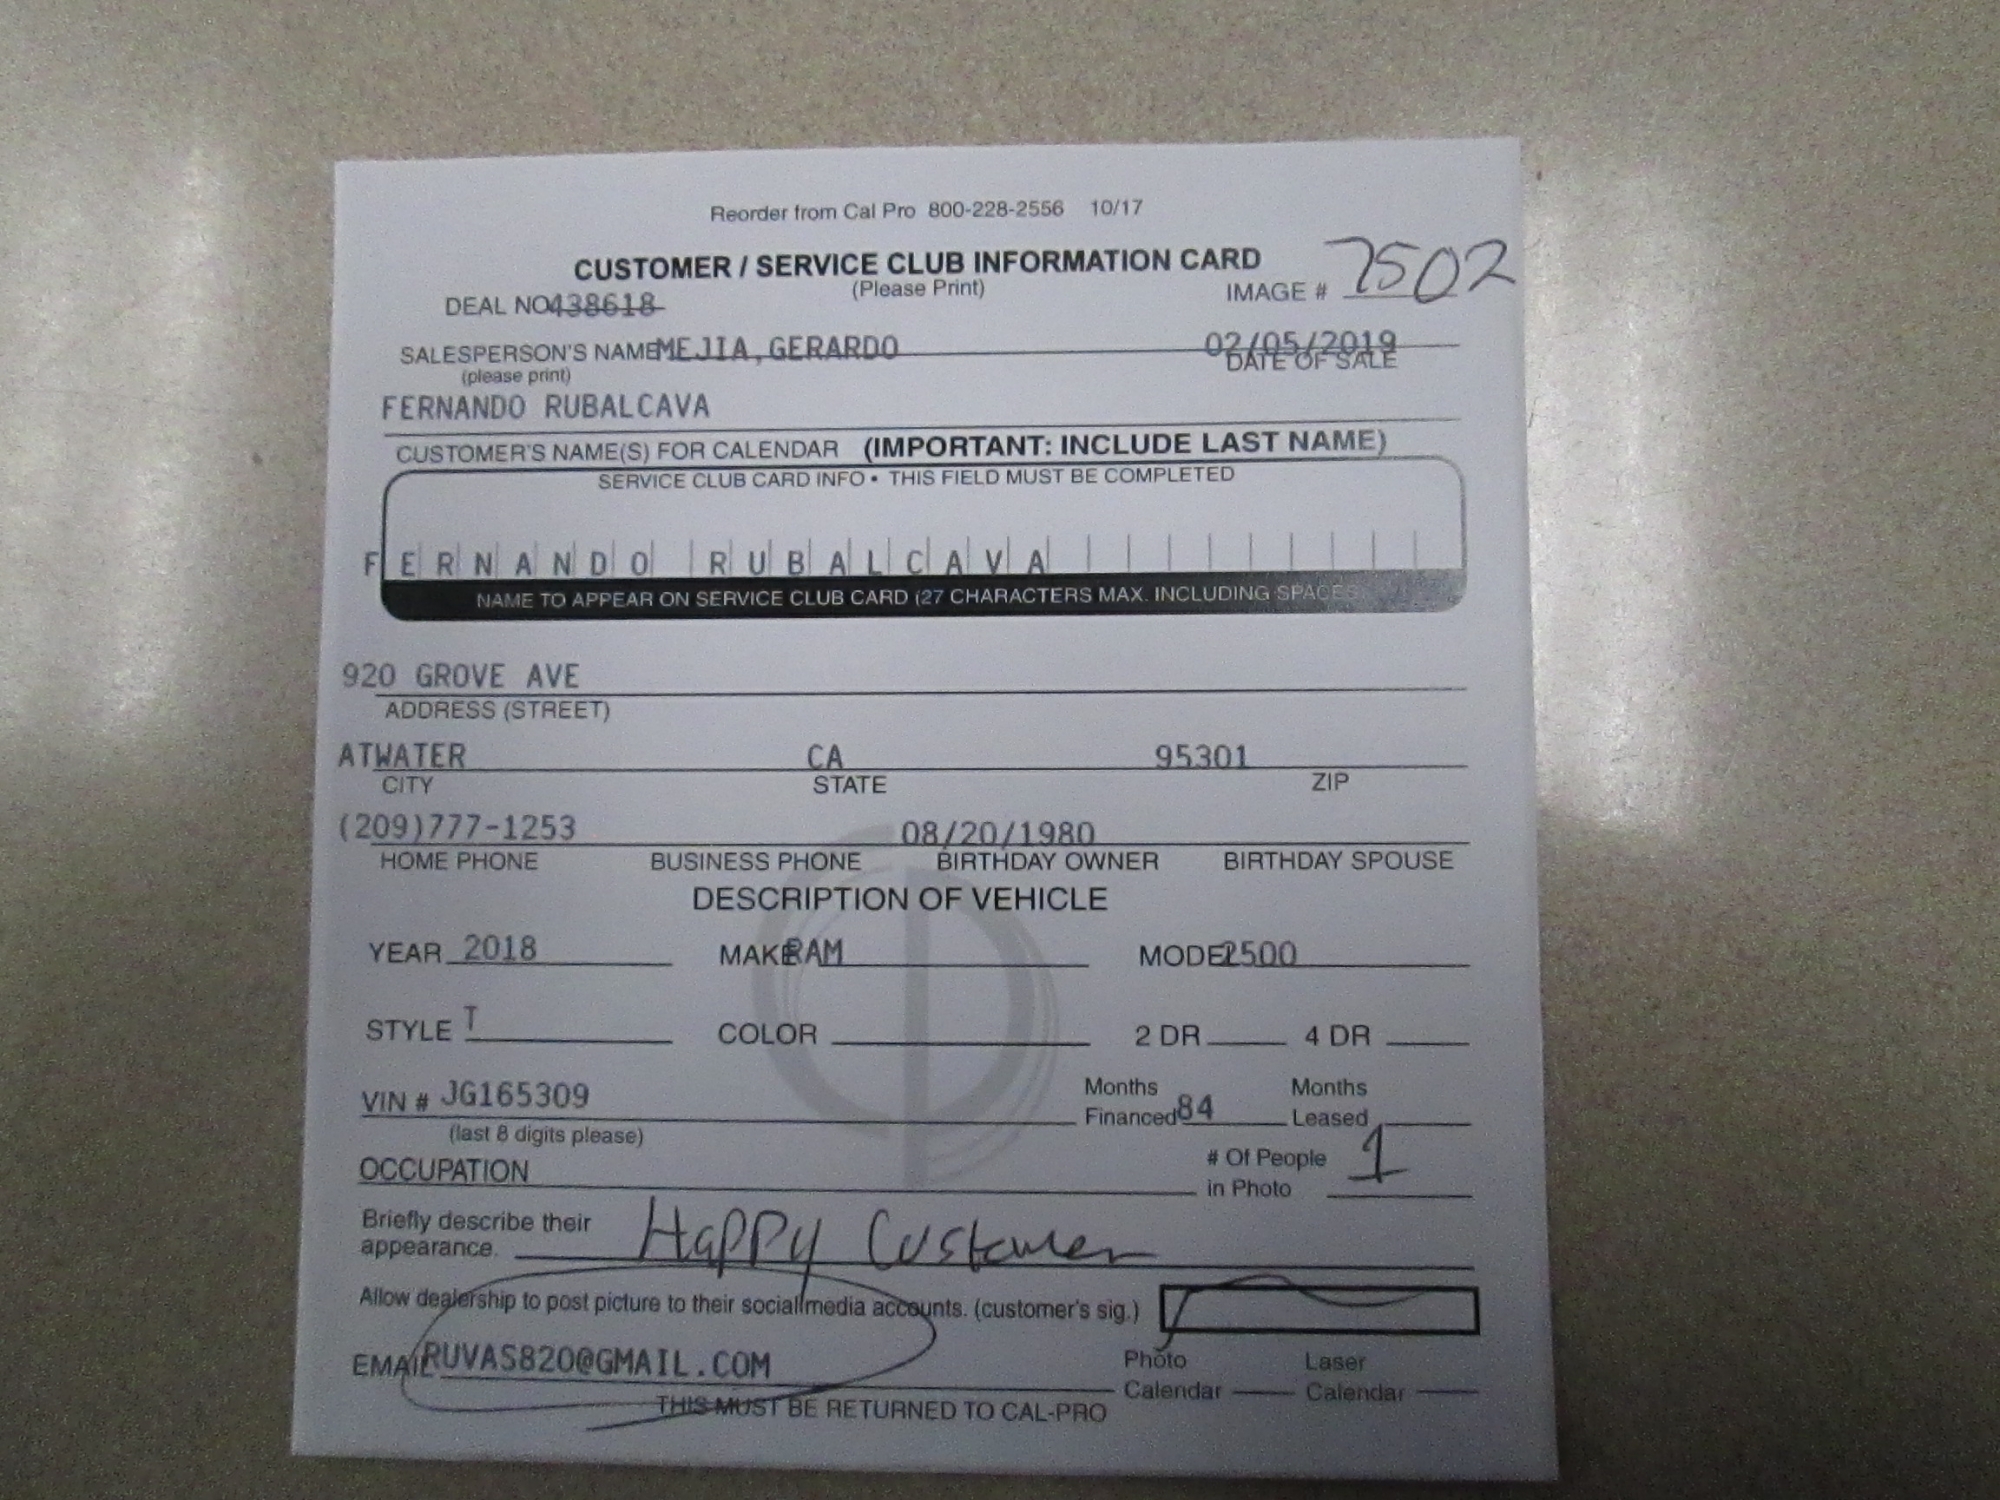 Reorder from Cal Pro 800-228-2556 10/17
CUSTOMER / SERVICE CLUB INFORMATION CARD
(Please Print)
IMAGE # 7502
DEAL NO 438618
SALESPERSON'S NAME MEJIA,GERARDO 02/05/2019
(please print) DATE OF SALE
FERNANDO RUBALCAVA
CUSTOMER'S NAME(S) FOR CALENDAR (IMPORTANT: INCLUDE LAST NAME)
SERVICE CLUB CARD INFO • THIS FIELD MUST BE COMPLETED
F E R N A N D O R U B A L C A V A
NAME TO APPEAR ON SERVICE CLUB CARD (27 CHARACTERS MAX. INCLUDING SPACES
920 GROVE AVE
ADDRESS (STREET)
ATWATER CA 95301
CITY STATE ZIP
(209)777-1253 08/20/1980
HOME PHONE BUSINESS PHONE BIRTHDAY OWNER BIRTHDAY SPOUSE
DESCRIPTION OF VEHICLE
YEAR 2018 MAKE RAM MODEL 2500
STYLE T COLOR 2 DR 4 DR
VIN # JG165309 Months Financed 84 Months Leased
(last 8 digits please)
OCCUPATION # Of People in Photo 1
Briefly describe their appearance. Happy Customer
Allow dealership to post picture to their social media accounts. (customer's sig.)
EMAIL RUVAS820@GMAIL.COM Photo Calendar Laser Calendar
THIS MUST BE RETURNED TO CAL-PRO